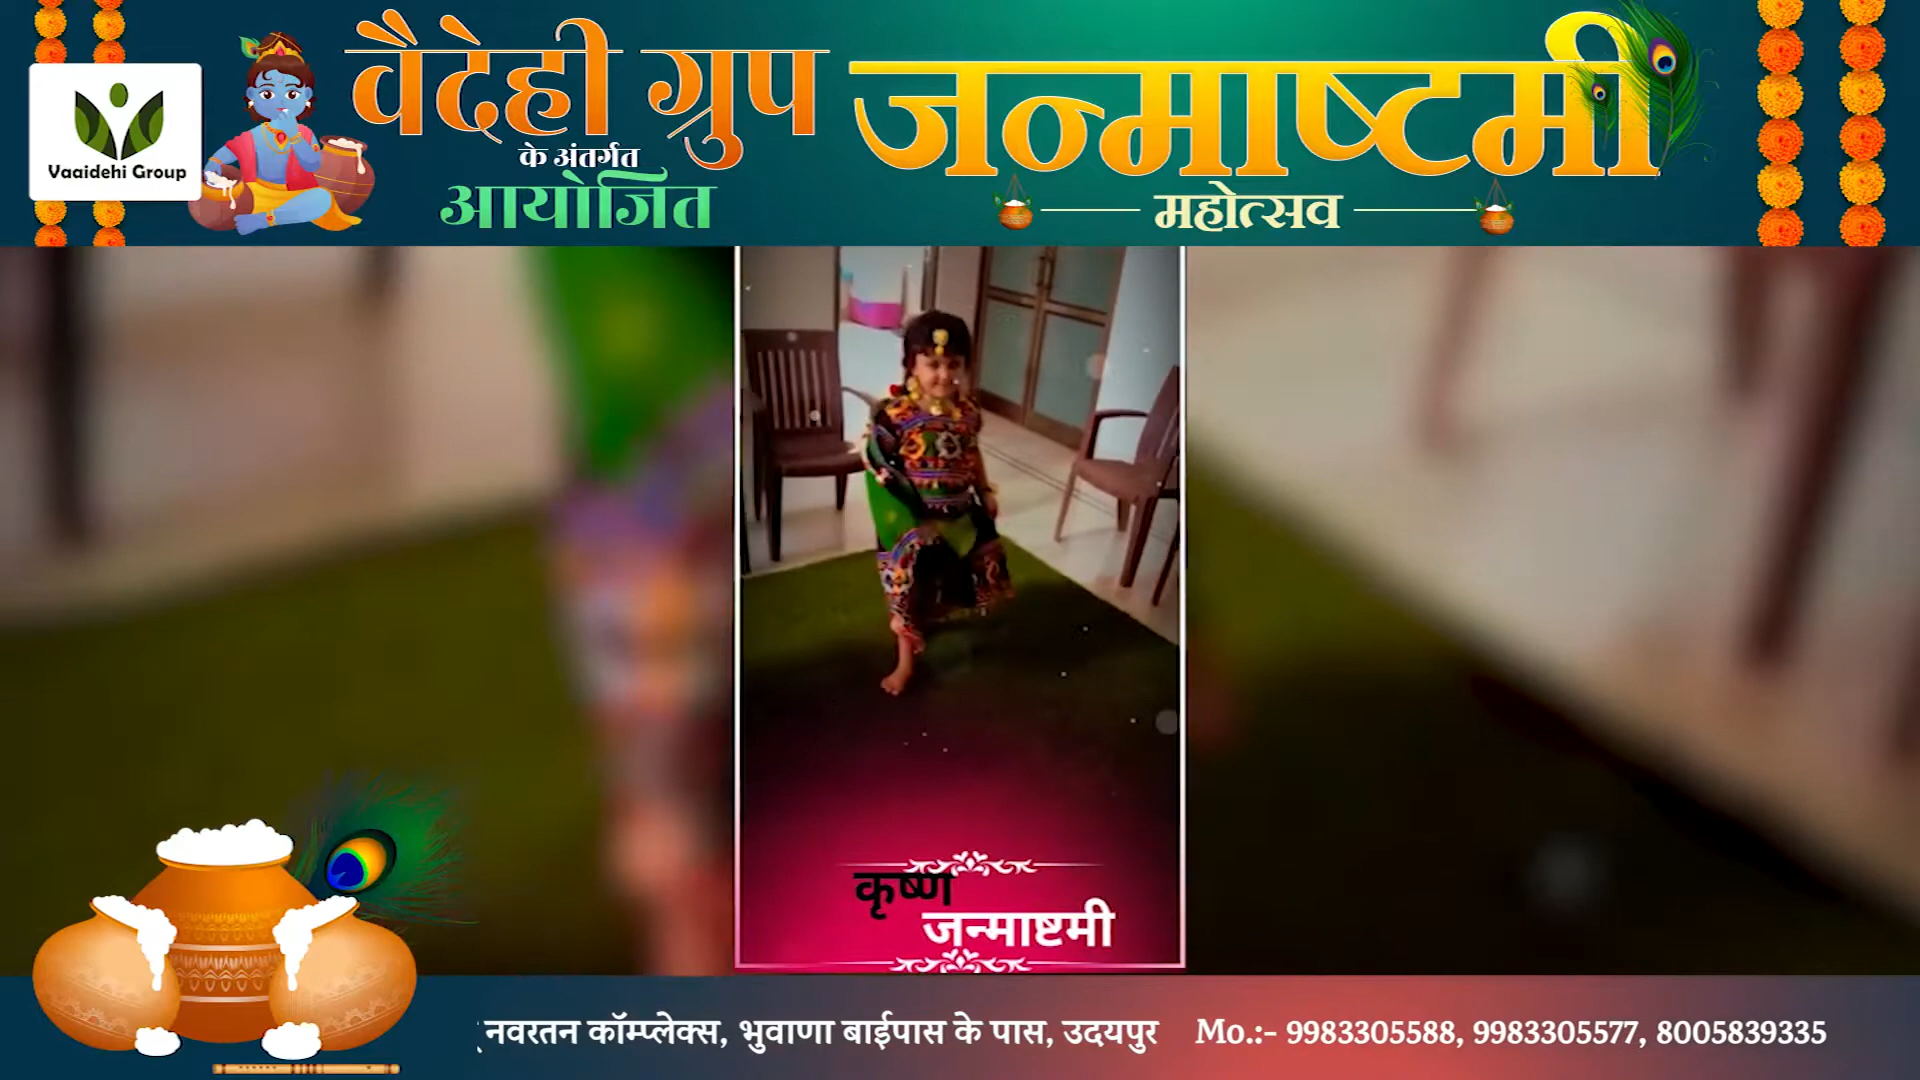 वैदेही ग्रुप
जन्माष्टमी
Vaaidehi Group
के अंतर्गत
आयोजित
महोत्सव
कृष्ण
जन्माष्टमी
नवरतन कॉम्प्लेक्स, भुवाणा बाईपास के पास, उदयपुर
Mo.:- 9983305588, 9983305577, 8005839335